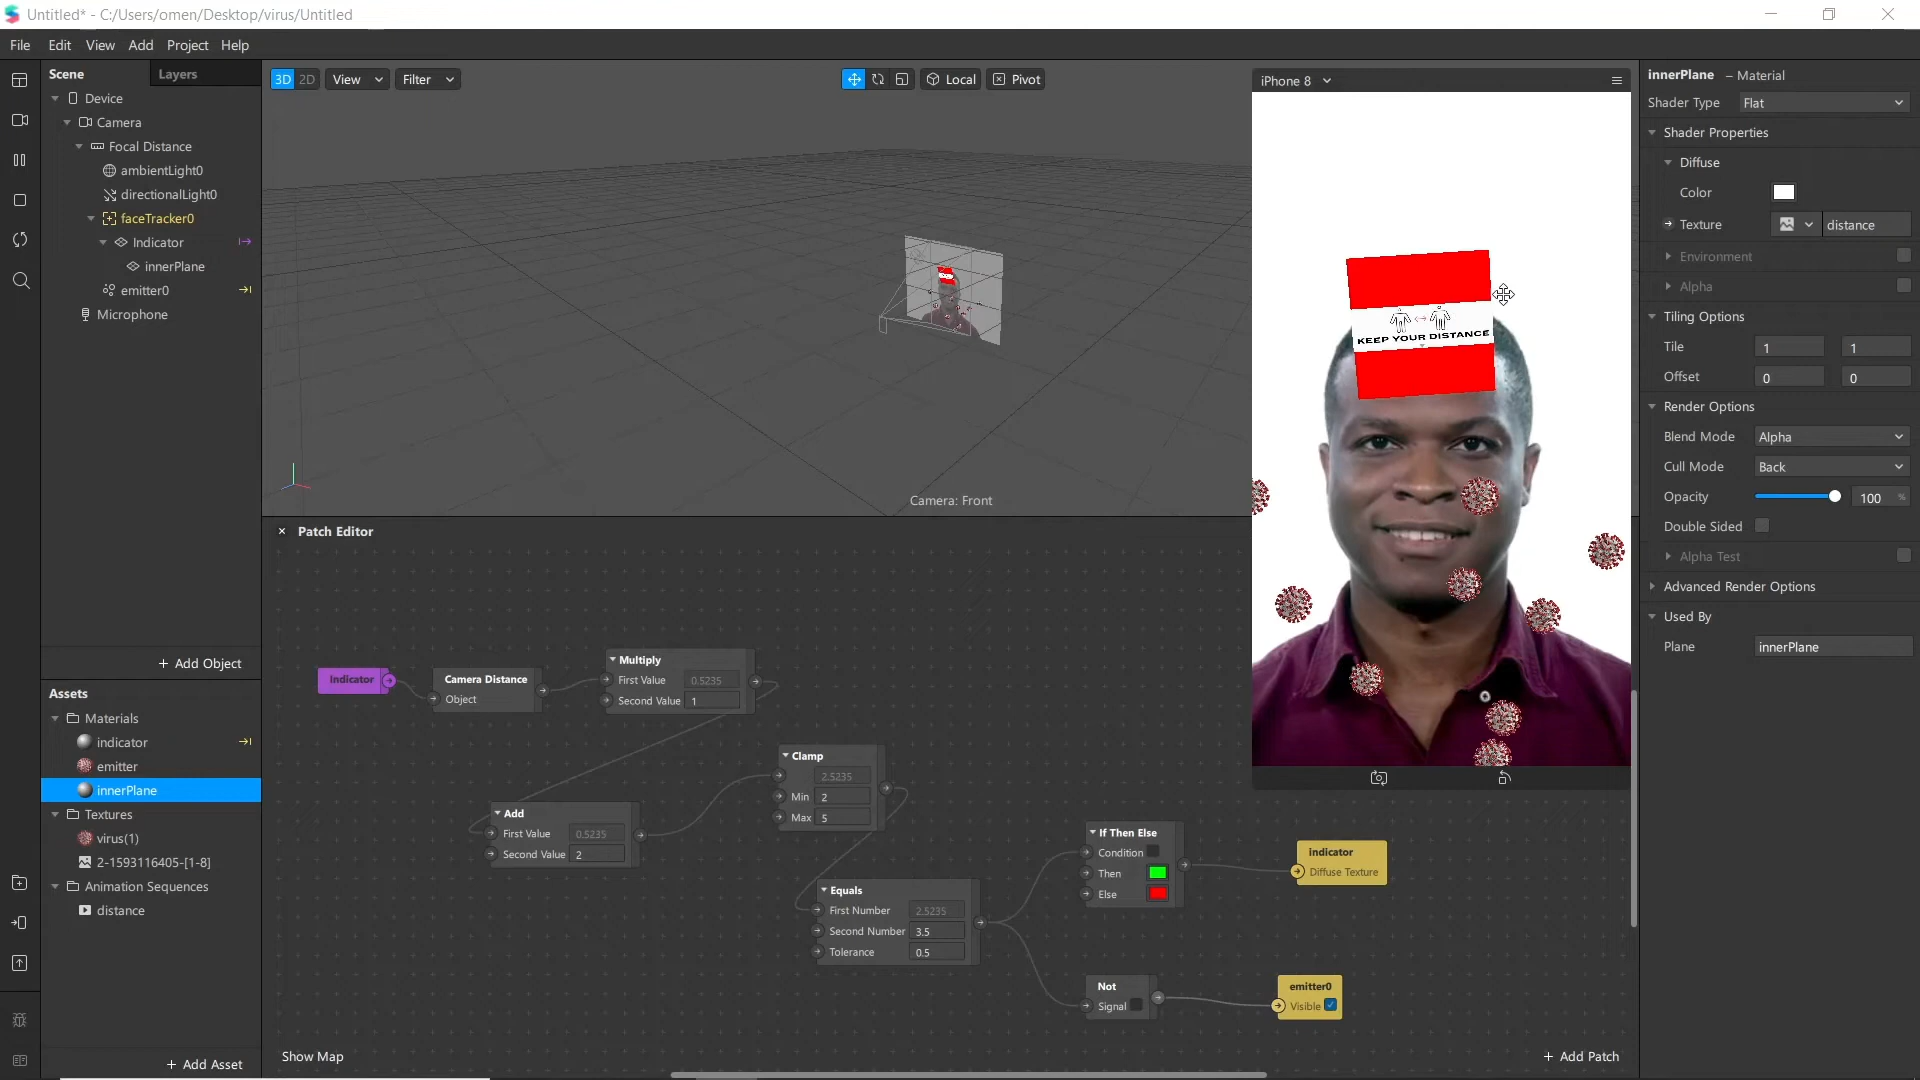 Untitled* - C:/Users/omen/Desktop/virus/Untitled
File Edit View Add Project Help
Scene Layers
Device
Camera
Focal Distance
ambientLight0
directionalLight0
faceTracker0
Indicator
innerPlane
emitter0
Microphone
+ Add Object
Assets
Materials
indicator
emitter
innerPlane
Textures
virus(1)
2-1593116405-[1-8]
Animation Sequences
distance
+ Add Asset
3D 2D View Filter
Local Pivot
Camera: Front
iPhone 8
KEEP YOUR DISTANCE
Patch Editor
Indicator
Camera Distance
Object
Multiply
First Value 0.5235
Second Value 1
Add
First Value 0.5235
Second Value 2
Clamp
2.5235
Min 2
Max 5
Equals
First Number 2.5235
Second Number 3.5
Tolerance 0.5
If Then Else
Condition
Then
Else
indicator
Diffuse Texture
Not
Signal
emitter0
Visible
Show Map
+ Add Patch
innerPlane – Material
Shader Type Flat
Shader Properties
Diffuse
Color
Texture distance
Environment
Alpha
Tiling Options
Tile 1 1
Offset 0 0
Render Options
Blend Mode Alpha
Cull Mode Back
Opacity 100 %
Double Sided
Alpha Test
Advanced Render Options
Used By
Plane innerPlane